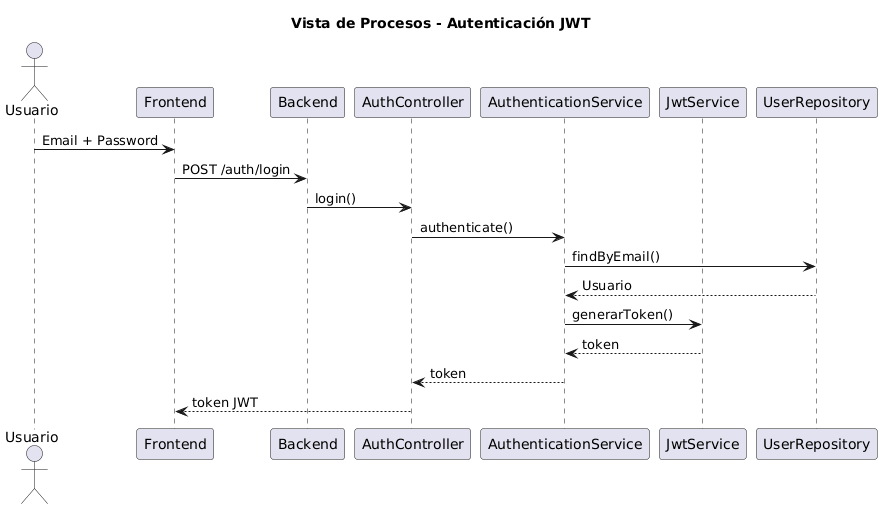 Vista de Procesos - Autenticación JWT
Usuario
Frontend
Backend
AuthController
AuthenticationService
JwtService
UserRepository
Email + Password
POST /auth/login
login()
authenticate()
findByEmail()
Usuario
generarToken()
token
token
token JWT
Usuario
Frontend
Backend
AuthController
AuthenticationService
JwtService
UserRepository